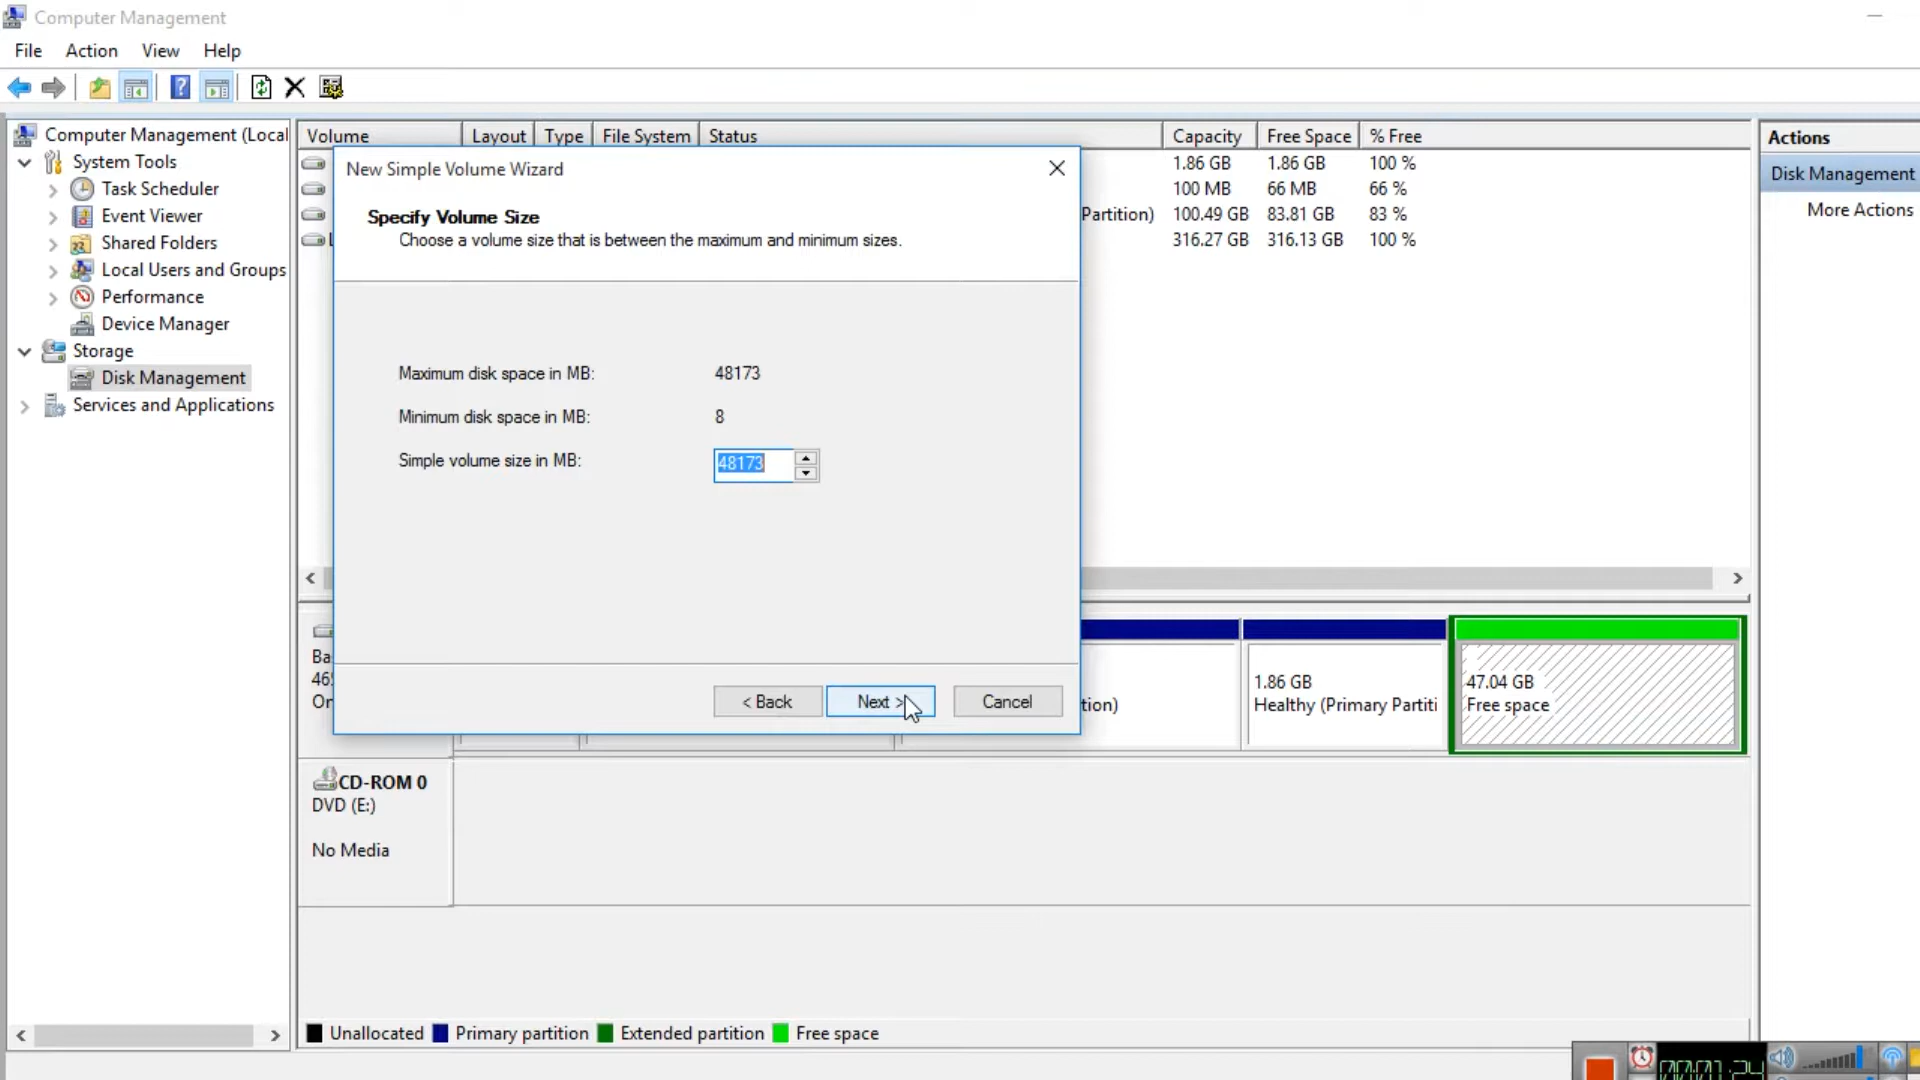 Computer Management
File Action View Help
Computer Management (Local
System Tools
Task Scheduler
Event Viewer
Shared Folders
Local Users and Groups
Performance
Device Manager
Storage
Disk Management
Services and Applications
Volume Layout Type File System Status Capacity Free Space % Free
1.86 GB 1.86 GB 100 %
100 MB 66 MB 66 %
Partition) 100.49 GB 83.81 GB 83 %
316.27 GB 316.13 GB 100 %
New Simple Volume Wizard
Specify Volume Size
Choose a volume size that is between the maximum and minimum sizes.
Maximum disk space in MB: 48173
Minimum disk space in MB: 8
Simple volume size in MB: 48173
< Back Next > Cancel
Ba
465
On
tion)
1.86 GB
Healthy (Primary Partiti
47.04 GB
Free space
CD-ROM 0
DVD (E:)
No Media
Unallocated Primary partition Extended partition Free space
Actions
Disk Management
More Actions
00:01:24